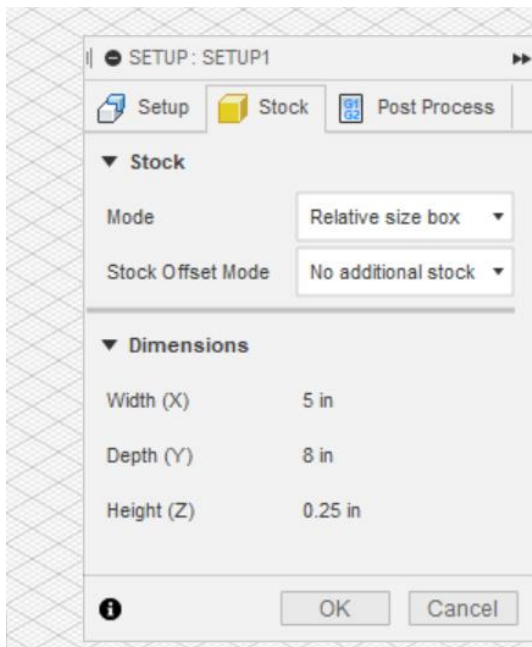 SETUP : SETUP1
Setup Stock G1 G2 Post Process
Stock
Mode Relative size box
Stock Offset Mode No additional stock
Dimensions
Width (X) 5 in
Depth (Y) 8 in
Height (Z) 0.25 in
OK Cancel